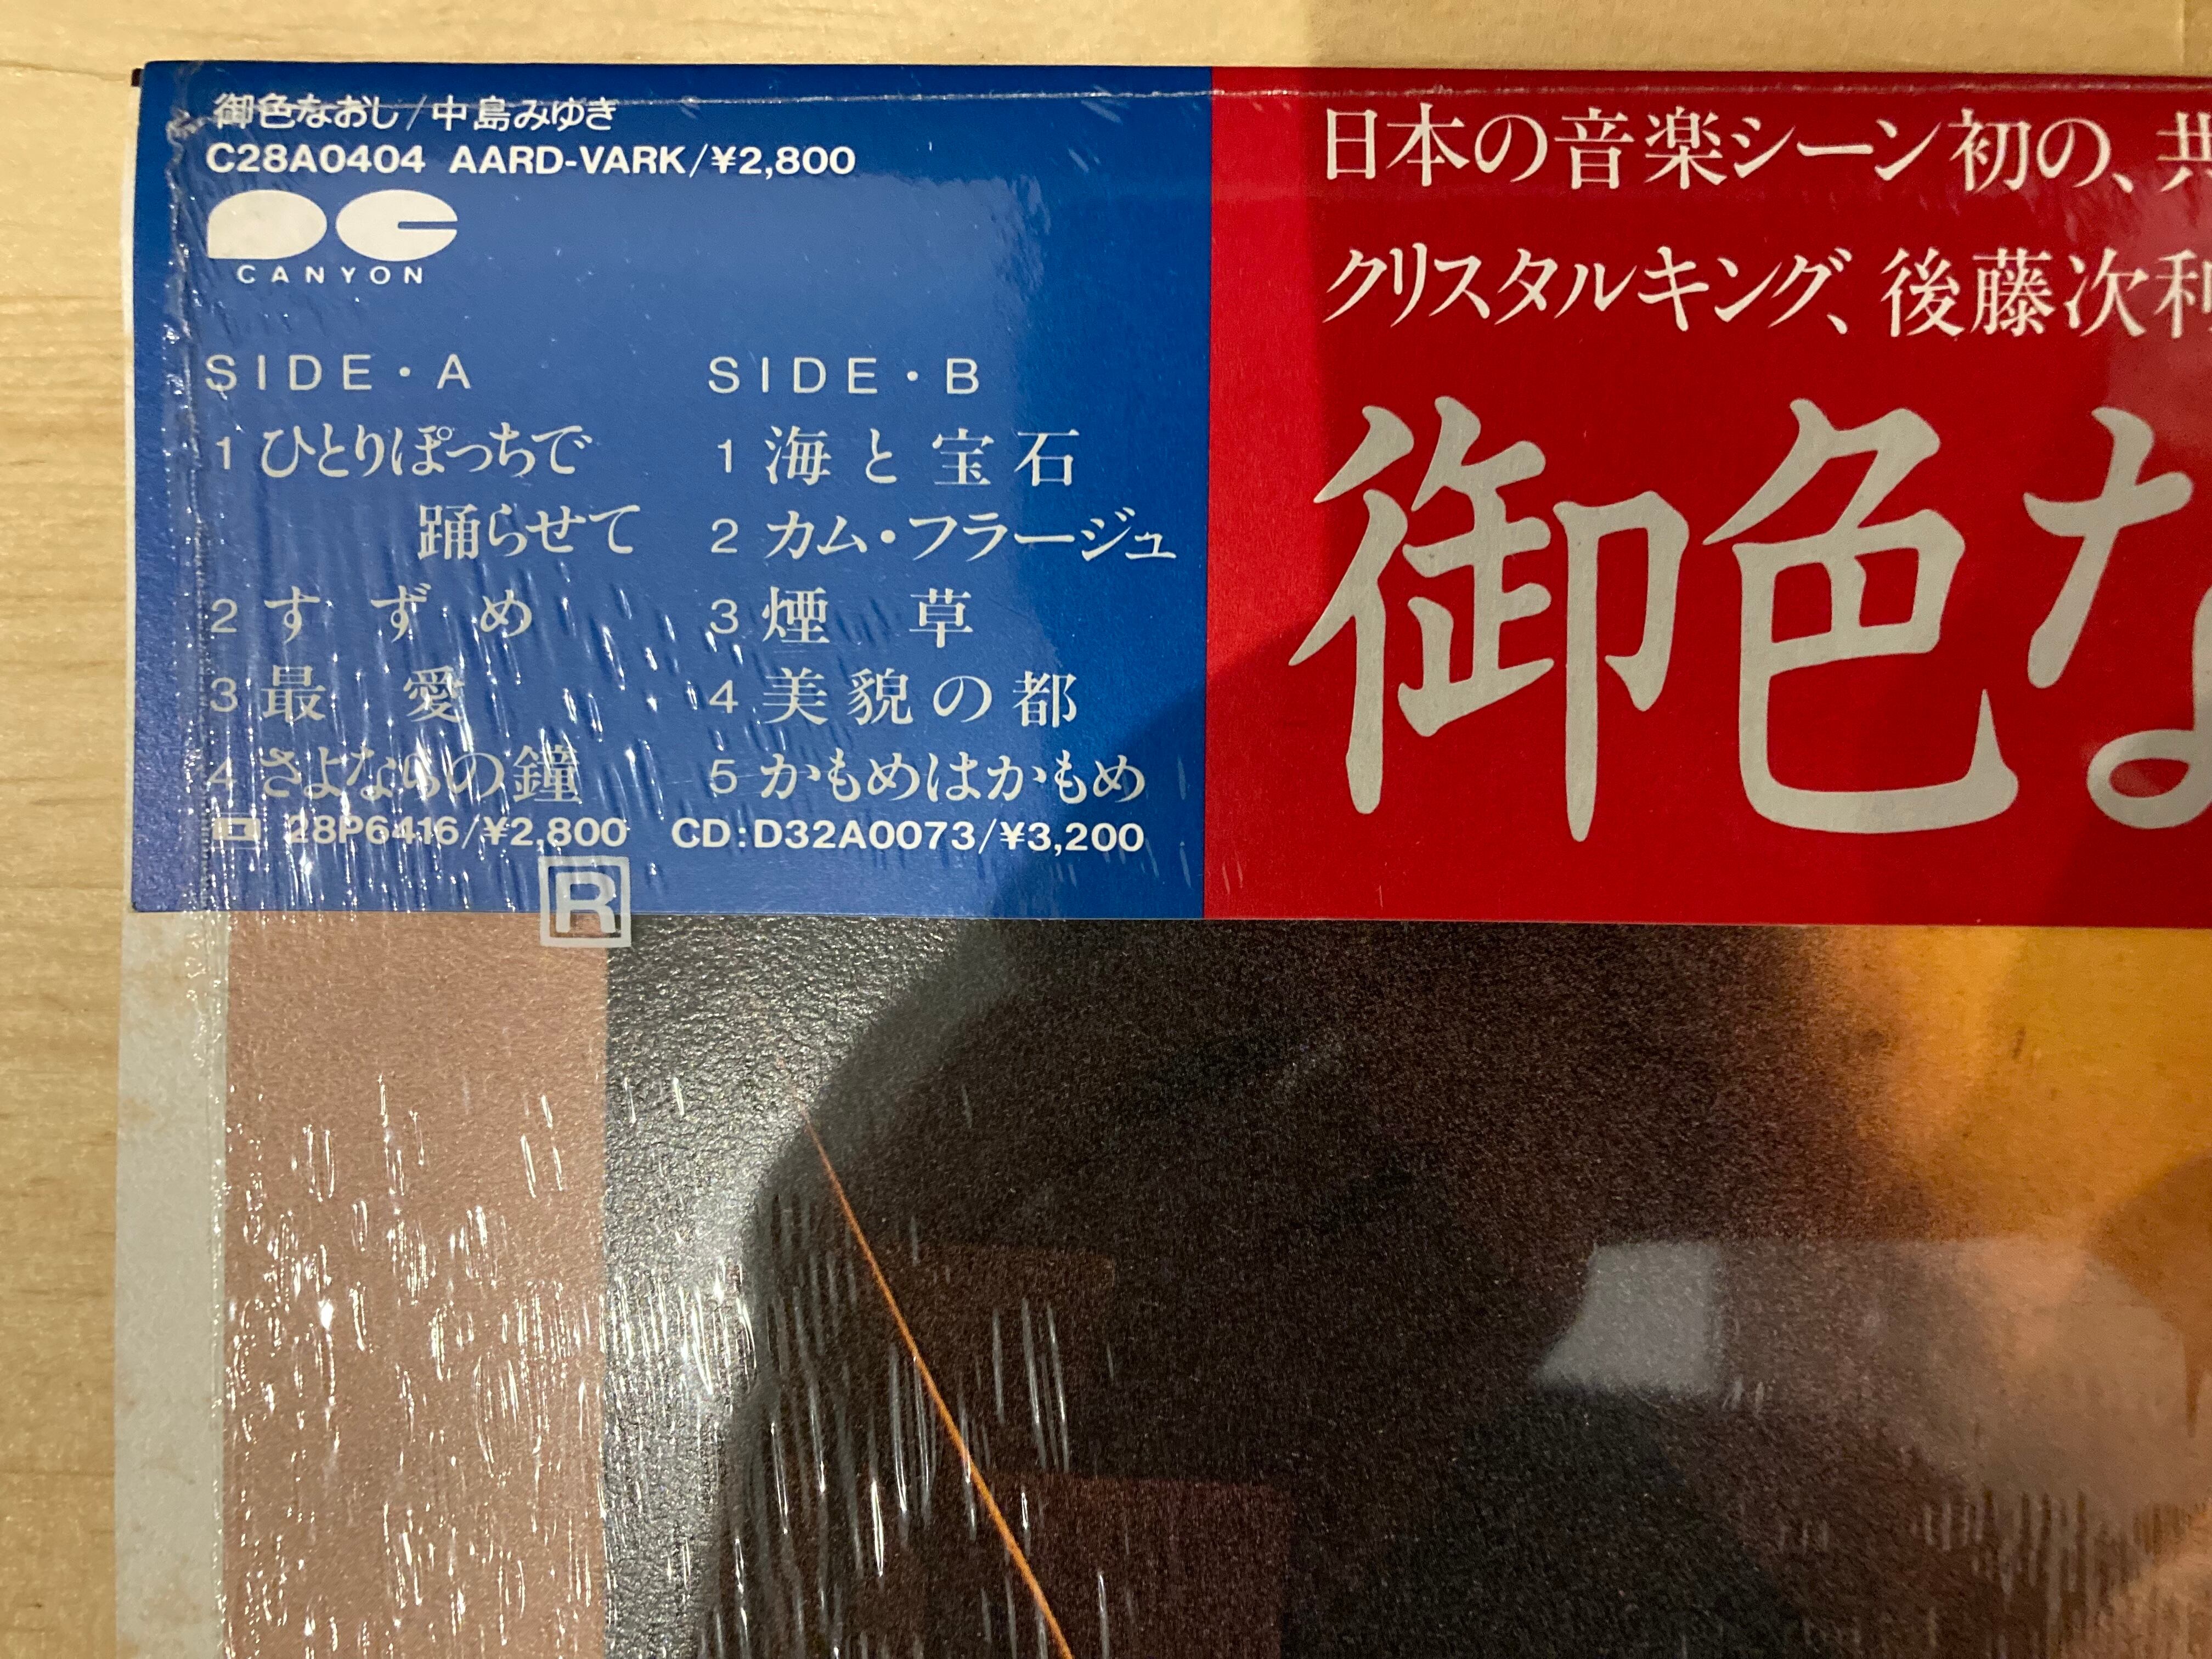 御色なおし/中島みゆき
C28A0404 AARD-VARK/¥2,800
PC
CANYON
SIDE・A
1 ひとりぽっちで
踊らせて
2 すずめ
3 最愛
4 さよならの鐘
28P6416/¥2,800
SIDE・B
1 海と宝石
2 カム・フラージュ
3 煙草
4 美貌の都
5 かもめはかもめ
CD:D32A0073/¥3,200
R
日本の音楽シーン初の、共
クリスタルキング、後藤次利
御色な